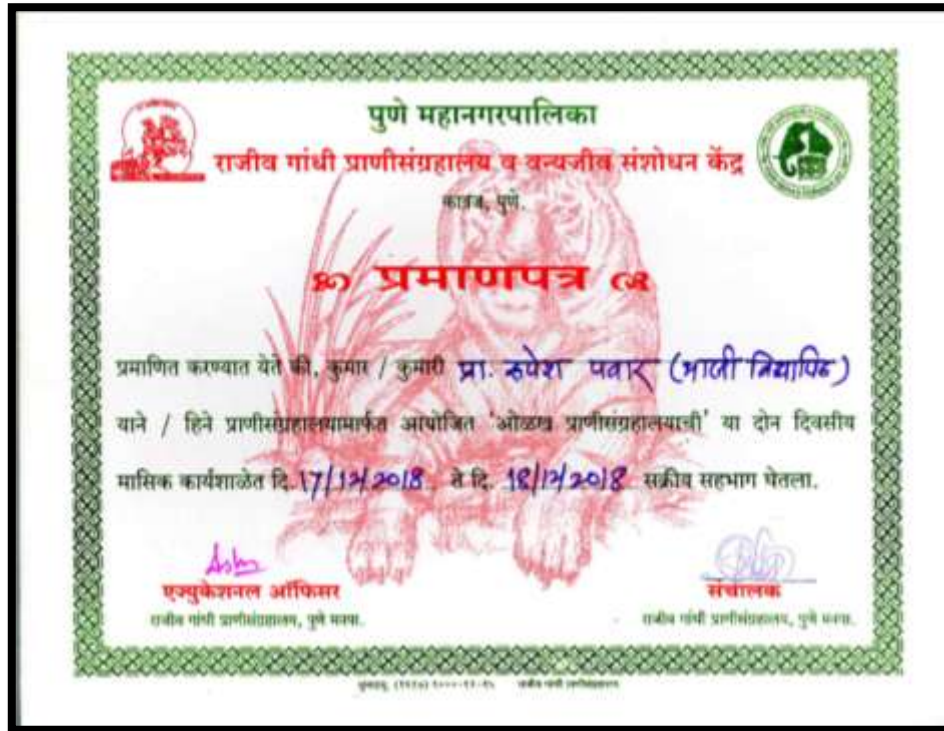 पुणे महानगरपालिका
राजीव गांधी प्राणीसंग्रहालय व वन्यजीव संशोधन केंद्र
कात्रज, पुणे.
प्रमाणपत्र
प्रमाणित करण्यात येते की, कुमार / कुमारी प्रा. रुपेश पवार
याने / हिने प्राणीसंग्रहालयामार्फत आयोजित 'ओळख प्राणीसंग्रहालयाची' या दोन दिवसीय
मासिक कार्यशाळेत दि. 17/12/2018 ते दि. 18/12/2018 सक्रीय सहभाग घेतला.
एज्युकेशनल ऑफिसर संचालक
राजीव गांधी प्राणीसंग्रहालय, पुणे मनपा. राजीव गांधी प्राणीसंग्रहालय, पुणे मनपा.